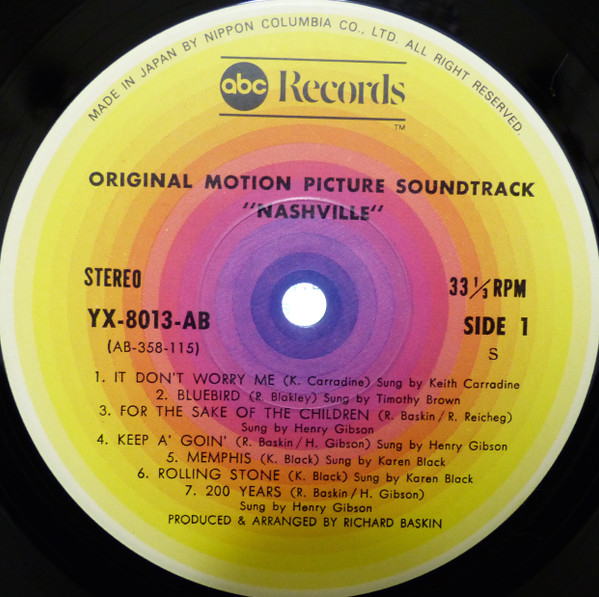 MADE IN JAPAN BY NIPPON COLUMBIA CO., LTD. ALL RIGHT RESERVED.
abc Records
TM
ORIGINAL MOTION PICTURE SOUNDTRACK
"NASHVILLE"
STEREO
33 1/3 RPM
YX-8013-AB
SIDE 1
(AB-358-115)
S
1. IT DON'T WORRY ME (K. Carradine) Sung by Keith Carradine
2. BLUEBIRD (R. Blakley) Sung by Timothy Brown
3. FOR THE SAKE OF THE CHILDREN (R. Baskin/R. Reicheg)
Sung by Henry Gibson
4. KEEP A' GOIN' (R. Baskin/H. Gibson) Sung by Henry Gibson
5. MEMPHIS (K. Black) Sung by Karen Black
6. ROLLING STONE (K. Black) Sung by Karen Black
7. 200 YEARS (R. Baskin/H. Gibson)
Sung by Henry Gibson
PRODUCED & ARRANGED BY RICHARD BASKIN